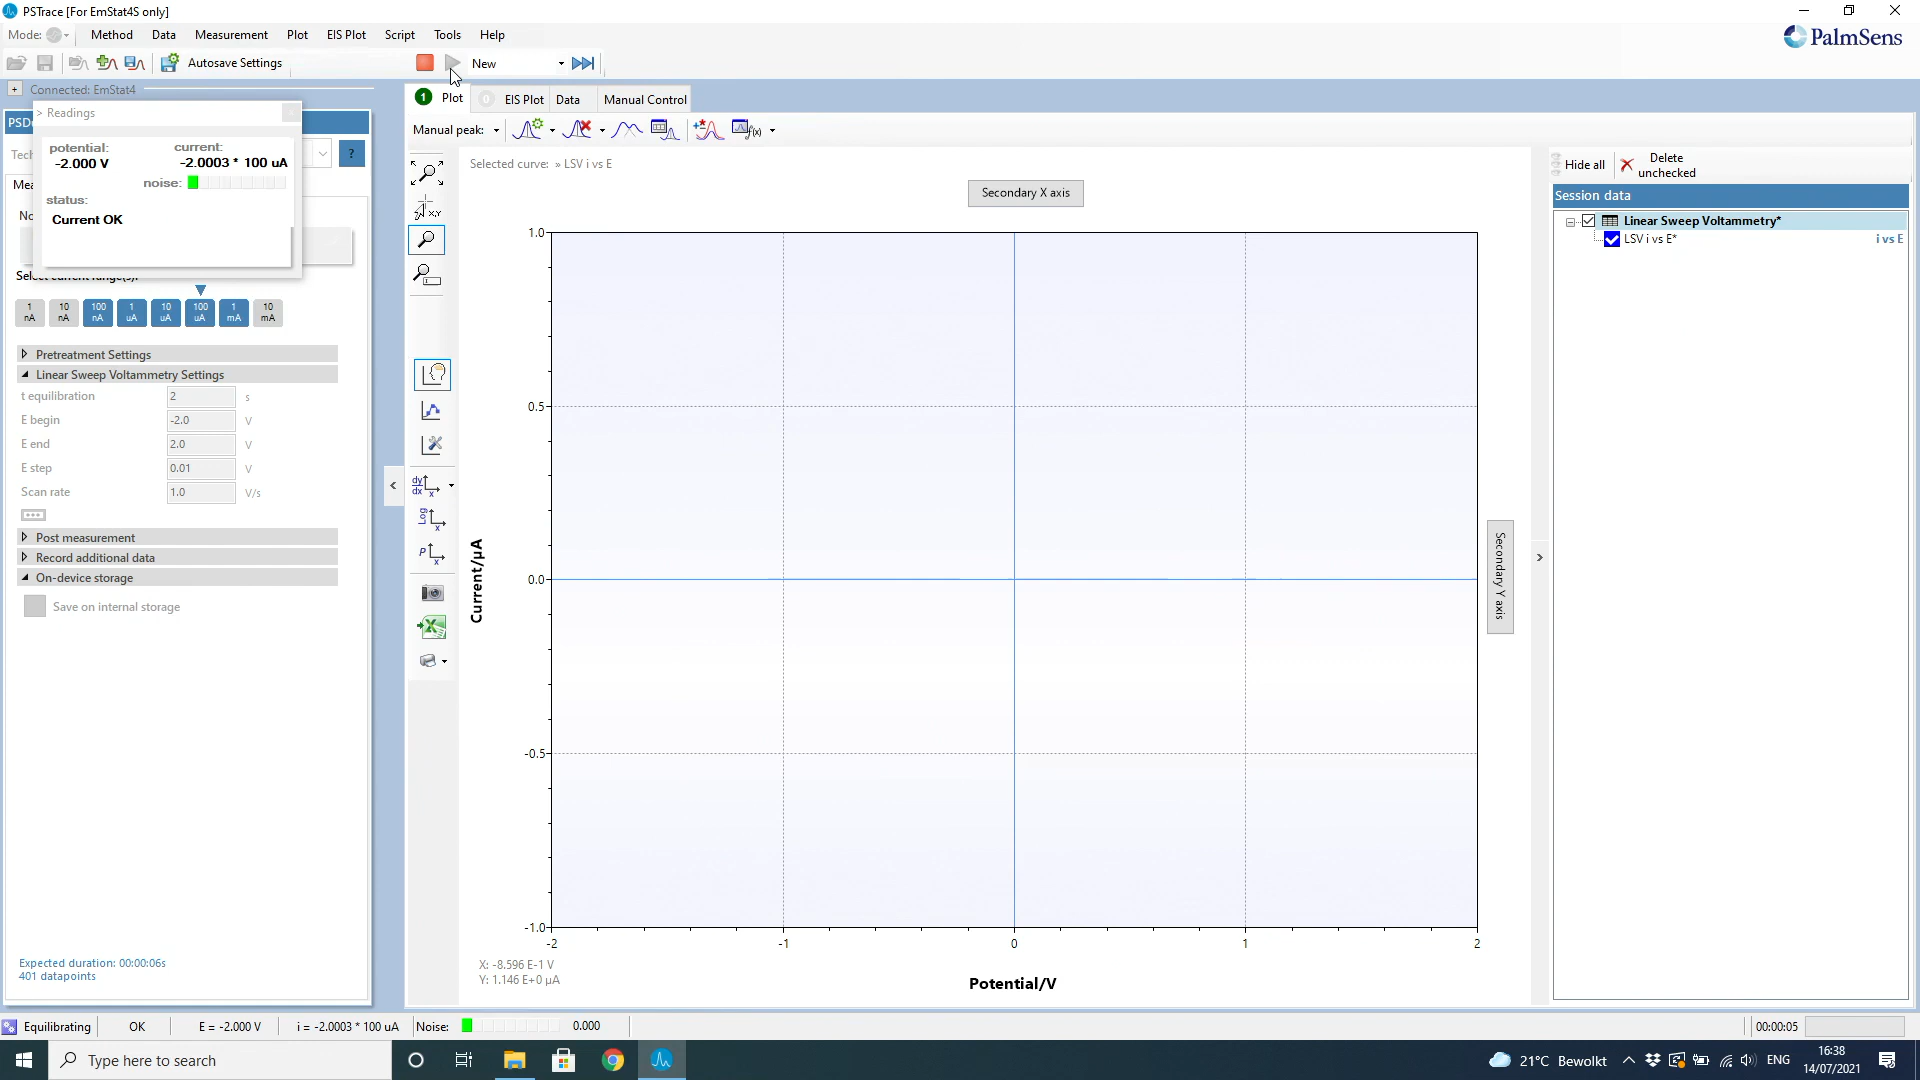 PSTrace [For EmStat4S only]
Mode:
Method
Data
Measurement
Plot
EIS Plot
Script
Tools
Help
PalmSens
Autosave Settings
New
Connected: EmStat4
> Readings
potential:
current:
-2.000 V
-2.0003 * 100 uA
noise:
status:
Current OK
1 nA
10 nA
100 nA
1 uA
10 uA
100 uA
1 mA
10 mA
Pretreatment Settings
Linear Sweep Voltammetry Settings
t equilibration
2
s
E begin
-2.0
V
E end
2.0
V
E step
0.01
V
Scan rate
1.0
V/s
Post measurement
Record additional data
On-device storage
Save on internal storage
Expected duration: 00:00:06s
401 datapoints
1
Plot
0
EIS Plot
Data
Manual Control
Manual peak:
Selected curve: » LSV i vs E
Secondary X axis
1.0
0.5
0.0
-0.5
-1.0
-2
-1
0
1
2
Current/µA
Potential/V
Secondary Y axis
X: -8.596 E-1 V
Y: 1.146 E+0 µA
Hide all
Delete
unchecked
Session data
Linear Sweep Voltammetry*
LSV i vs E*
i vs E
Equilibrating
OK
E = -2.000 V
i = -2.0003 * 100 uA
Noise:
0.000
00:00:05
Type here to search
21°C Bewolkt
ENG
16:38
14/07/2021